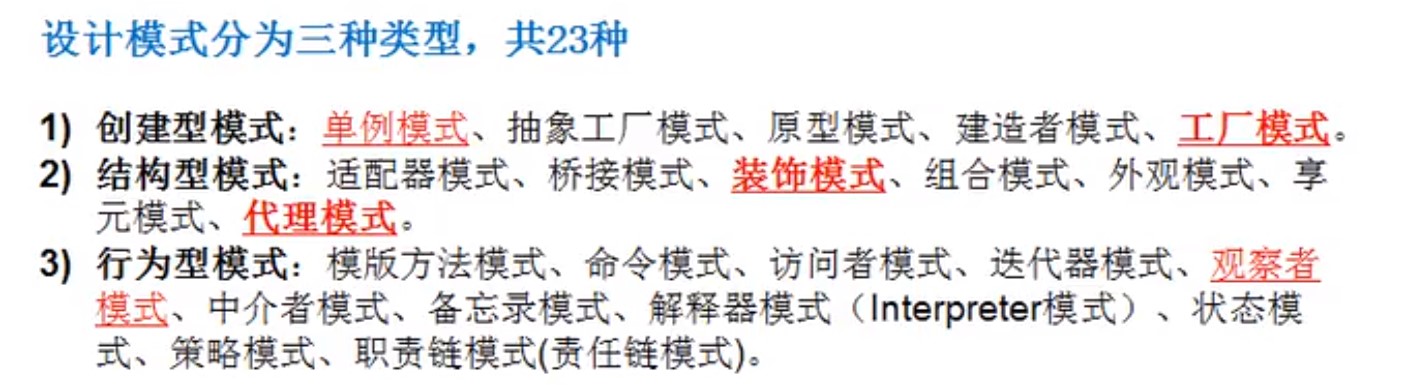 设计模式分为三种类型，共23种
1) 创建型模式：单例模式、抽象工厂模式、原型模式、建造者模式、工厂模式。
2) 结构型模式：适配器模式、桥接模式、装饰模式、组合模式、外观模式、享
元模式、代理模式。
3) 行为型模式：模版方法模式、命令模式、访问者模式、迭代器模式、观察者
模式、中介者模式、备忘录模式、解释器模式（Interpreter模式）、状态模
式、策略模式、职责链模式(责任链模式)。